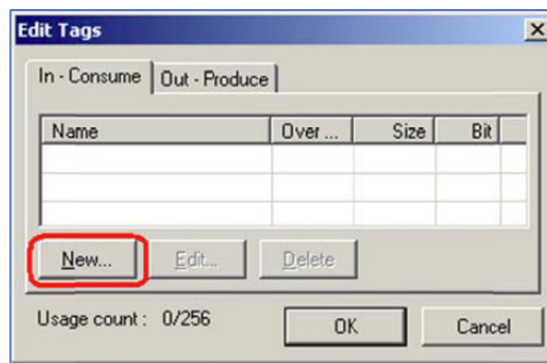 Edit Tags
In - Consume
Out - Produce
Name
Over ...
Size
Bit
New...
Edit...
Delete
Usage count : 0/256
OK
Cancel